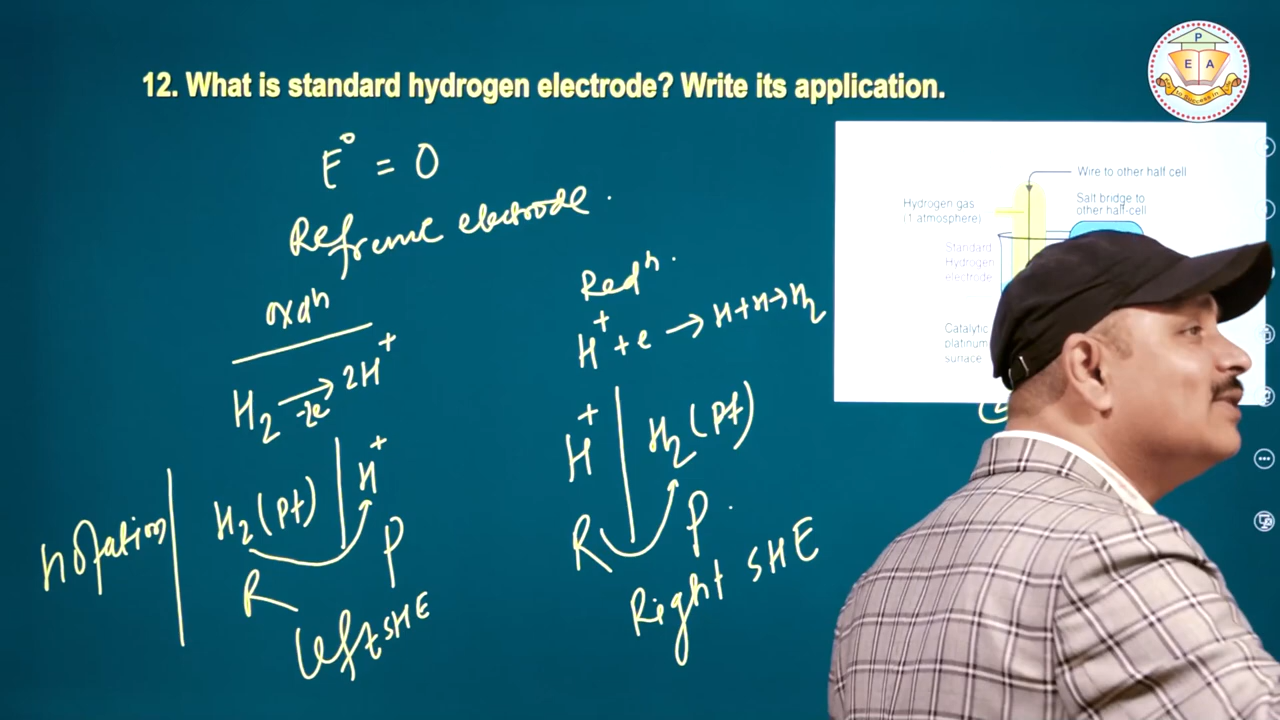 12. What is standard hydrogen electrode? Write its application.
P
E A
E° = 0
Refrence electrode.
oxdⁿ
H₂ →-2e 2H⁺
notation
H₂(Pt) | H⁺
R P
Left SHE
Redⁿ.
H⁺ + e → H+H→H₂
H⁺ | H₂(Pt)
R P.
Right SHE
Wire to other half cell
Hydrogen gas
(1 atmosphere)
Salt bridge to
other half-cell
Standard
Hydrogen
electrode
Catalytic
platinum
surface